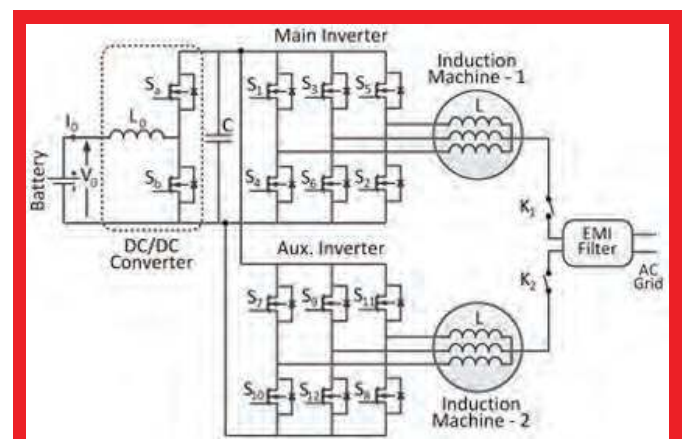 Main Inverter
Induction
Machine - 1
Sa
S1
S3
S5
L
I0
L0
C
Battery
V0
Sb
S4
S6
S2
K1
DC/DC
Converter
Aux. Inverter
EMI
Filter
AC
Grid
K2
S7
S9
S11
L
S10
S12
S8
Induction
Machine - 2